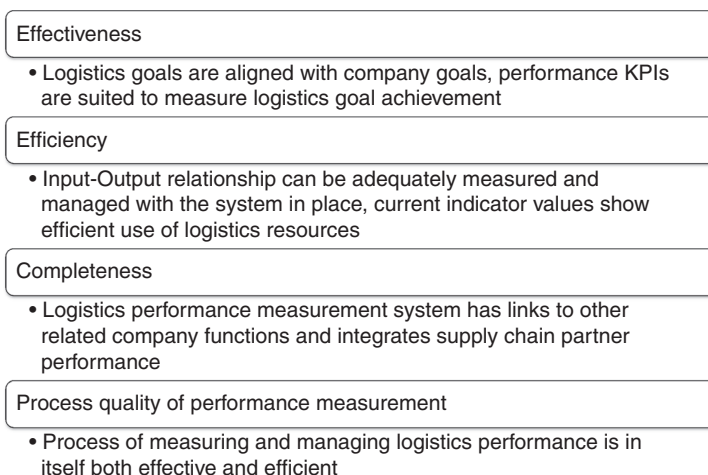 Effectiveness
• Logistics goals are aligned with company goals, performance KPIs
are suited to measure logistics goal achievement
Efficiency
• Input-Output relationship can be adequately measured and
managed with the system in place, current indicator values show
efficient use of logistics resources
Completeness
• Logistics performance measurement system has links to other
related company functions and integrates supply chain partner
performance
Process quality of performance measurement
• Process of measuring and managing logistics performance is in
itself both effective and efficient